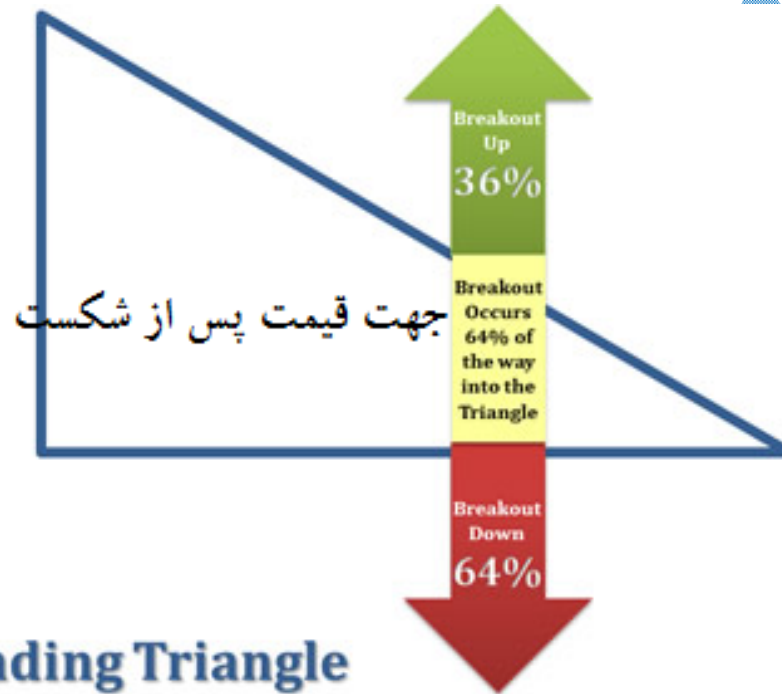 Breakout
Up
36%
جهت قیمت پس از شکست
Breakout
Occurs
64% of
the way
into the
Triangle
Breakout
Down
64%
nding Triangle